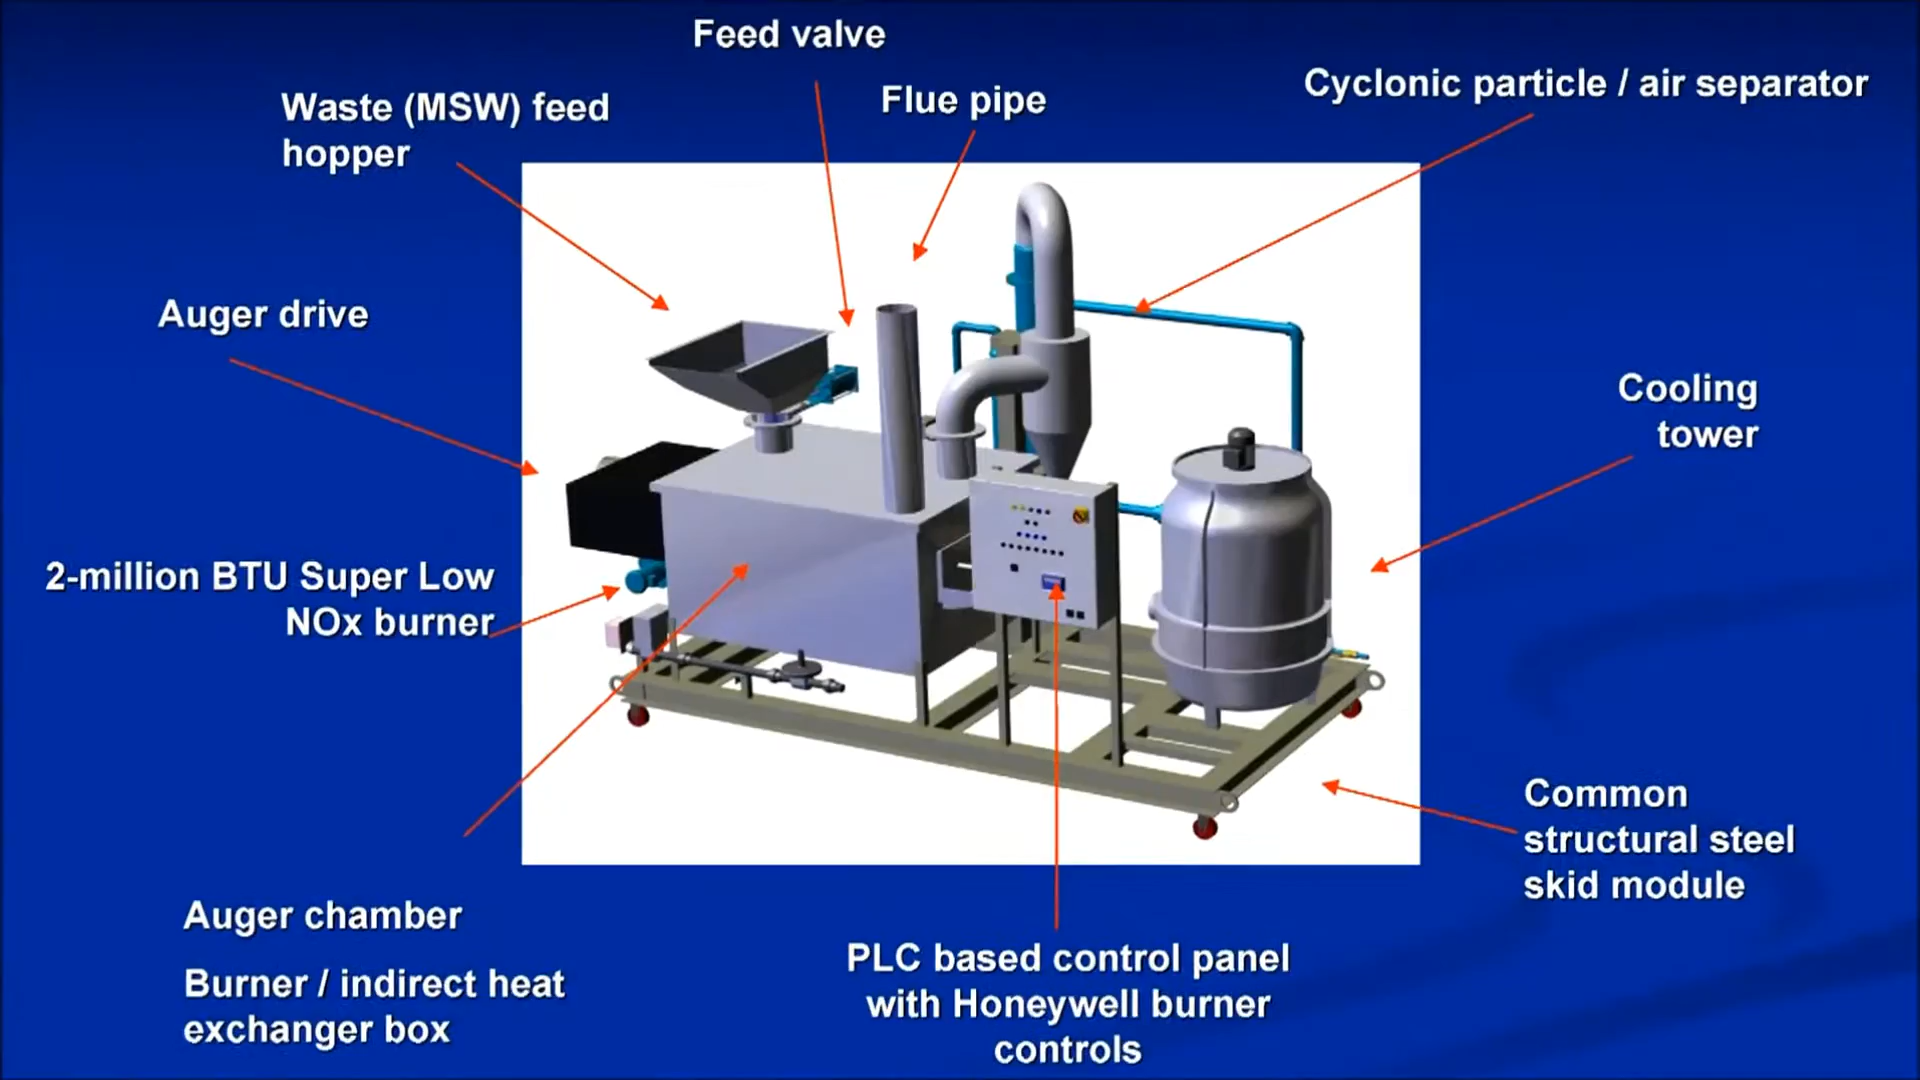 Feed valve
Flue pipe
Cyclonic particle / air separator
Waste (MSW) feed
hopper
Auger drive
Cooling
tower
2-million BTU Super Low
NOx burner
Common
structural steel
skid module
Auger chamber
Burner / indirect heat
exchanger box
PLC based control panel
with Honeywell burner
controls